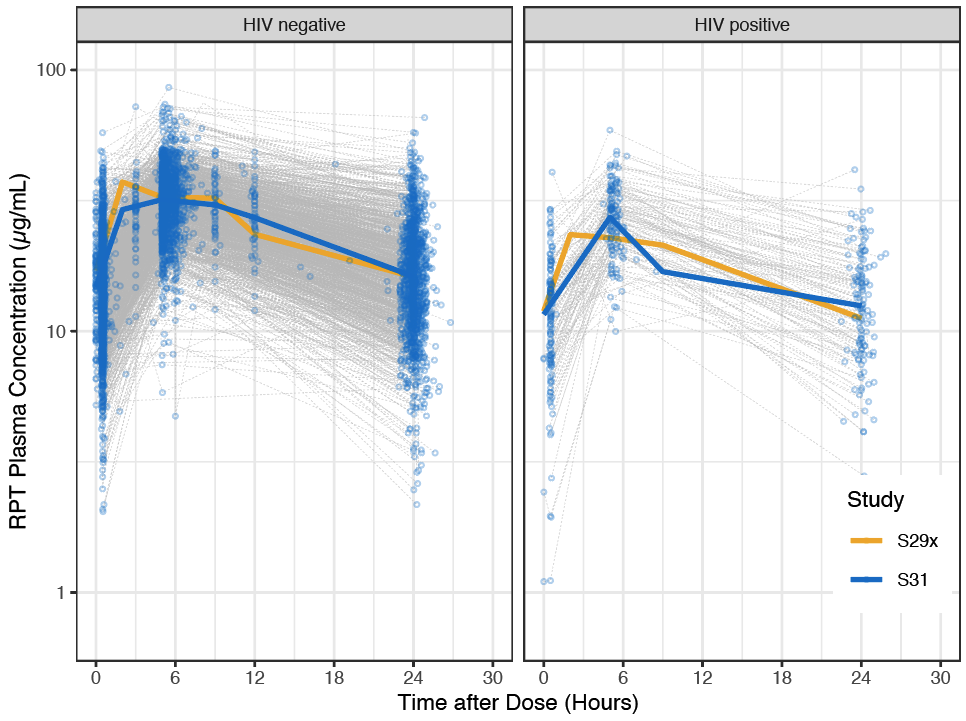 HIV negative
HIV positive
RPT Plasma Concentration (µg/mL)
100
10
1
0 6 12 18 24 30
0 6 12 18 24 30
Time after Dose (Hours)
Study
S29x
S31